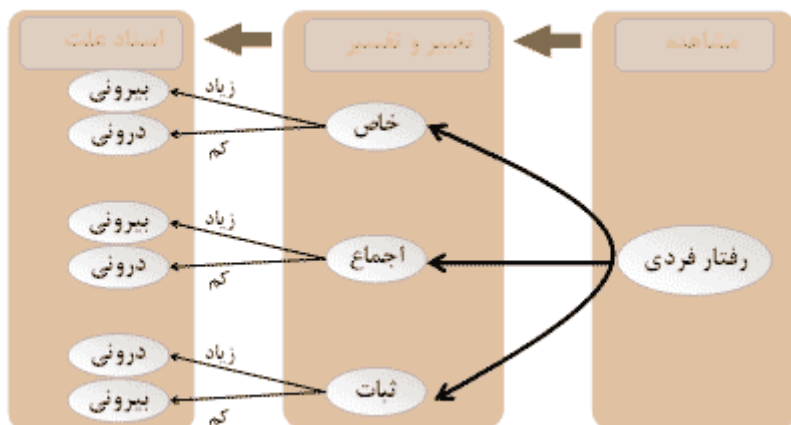 مشاهده
تعبیر و تفسیر
اسناد علت
رفتار فردی
خاص
زیاد
بیرونی
کم
درونی
اجماع
زیاد
بیرونی
کم
درونی
ثبات
زیاد
درونی
کم
بیرونی